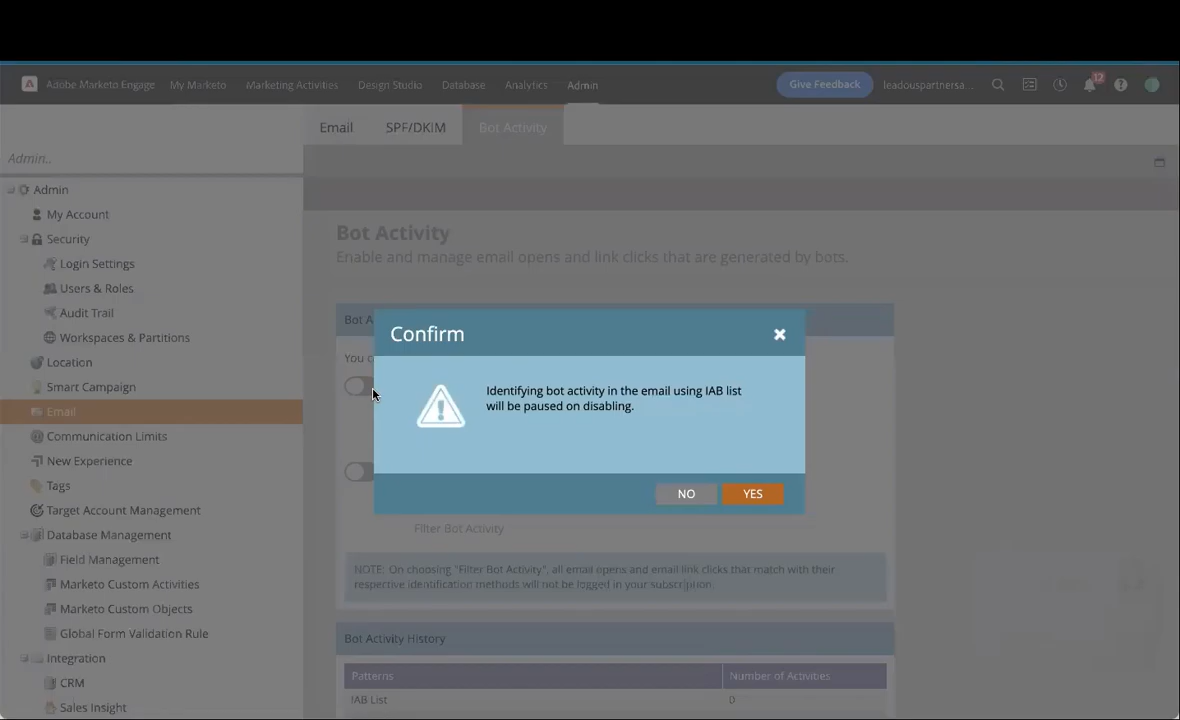 Adobe Marketo Engage My Marketo Marketing Activities Design Studio Database Analytics Admin Give Feedback leadouspartnersa... 12
Email SPF/DKIM Bot Activity
Admin..
Admin
My Account
Security
Login Settings
Users & Roles
Audit Trail
Workspaces & Partitions
Location
Smart Campaign
Email
Communication Limits
New Experience
Tags
Target Account Management
Database Management
Field Management
Marketo Custom Activities
Marketo Custom Objects
Global Form Validation Rule
Integration
CRM
Sales Insight
Bot Activity
Enable and manage email opens and link clicks that are generated by bots.
Bot A
You c
Confirm
Identifying bot activity in the email using IAB list
will be paused on disabling.
NO YES
Filter Bot Activity
NOTE: On choosing "Filter Bot Activity", all email opens and email link clicks that match with their
respective identification methods will not be logged in your subscription.
Bot Activity History
Patterns Number of Activities
IAB List 0